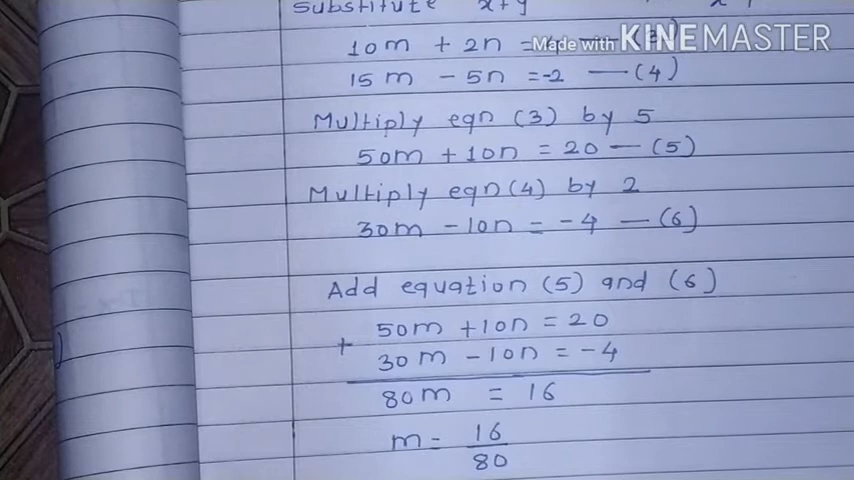 substitute x+y
10m + 2n = 4 — (3)
Made with KINEMASTER
15m - 5n = -2 — (4)
Multiply eqn (3) by 5
50m + 10n = 20 — (5)
Multiply eqn (4) by 2
30m - 10n = -4 — (6)
Add equation (5) and (6)
50m + 10n = 20
+
30m - 10n = -4
80m = 16
m = 16
80